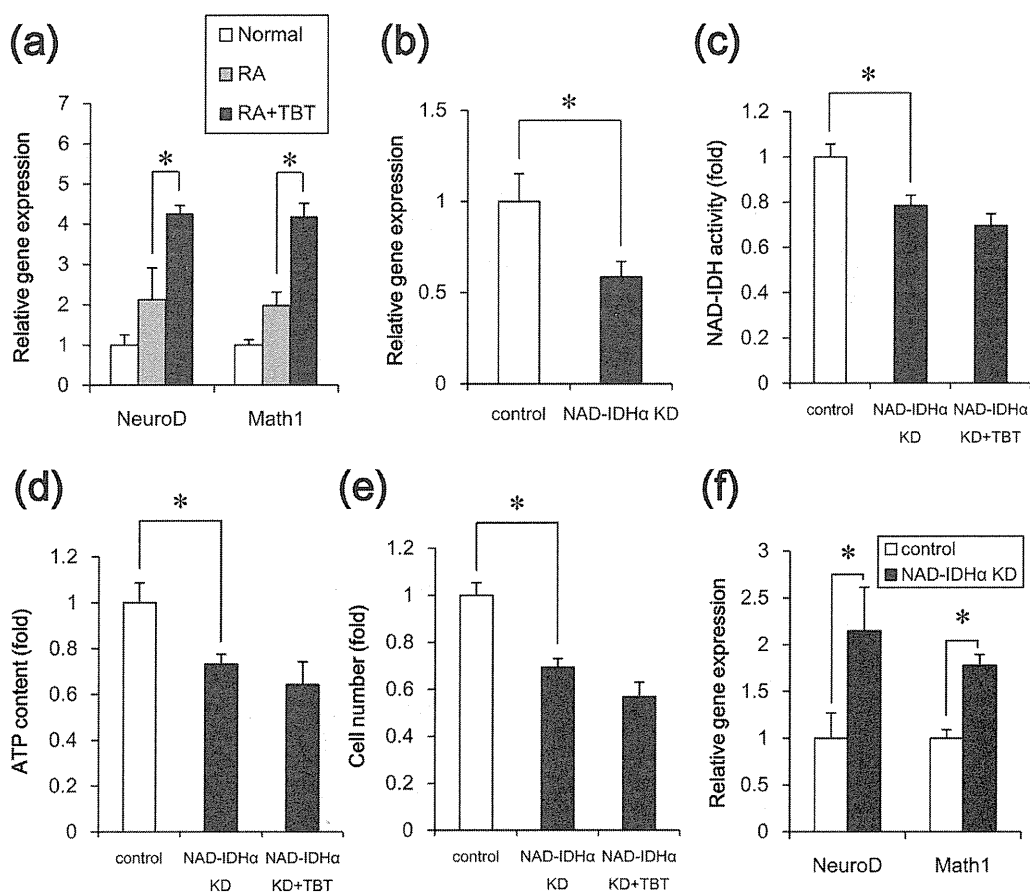 (a)
Normal
RA
RA+TBT
Relative gene expression
7
6
5
4
3
2
1
0
*
*
NeuroD
Math1
(b)
Relative gene expression
1.5
1
0.5
0
*
control
NAD-IDHα KD
(c)
NAD-IDH activity (fold)
1.2
1
0.8
0.6
0.4
0.2
0
*
control
NAD-IDHα KD
NAD-IDHα KD+TBT
(d)
ATP content (fold)
1.2
1
0.8
0.6
0.4
0.2
0
*
control
NAD-IDHα KD
NAD-IDHα KD+TBT
(e)
Cell number (fold)
1.2
1
0.8
0.6
0.4
0.2
0
*
control
NAD-IDHα KD
NAD-IDHα KD+TBT
(f)
control
NAD-IDHα KD
Relative gene expression
3
2.5
2
1.5
1
0.5
0
*
*
NeuroD
Math1